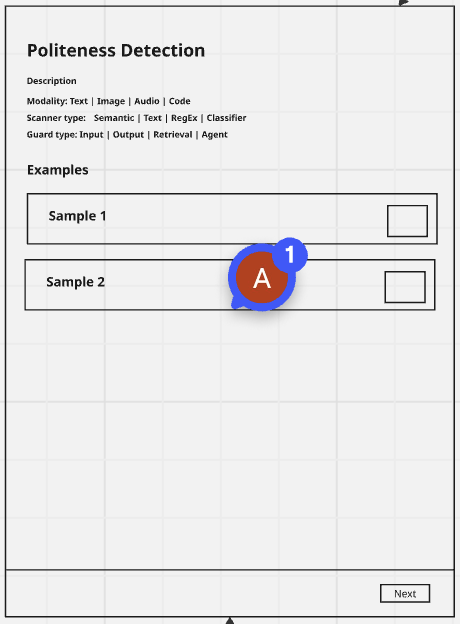 Politeness Detection
Description
Modality: Text | Image | Audio | Code
Scanner type: Semantic | Text | RegEx | Classifier
Guard type: Input | Output | Retrieval | Agent
Examples
Sample 1
1
A
Sample 2
Next